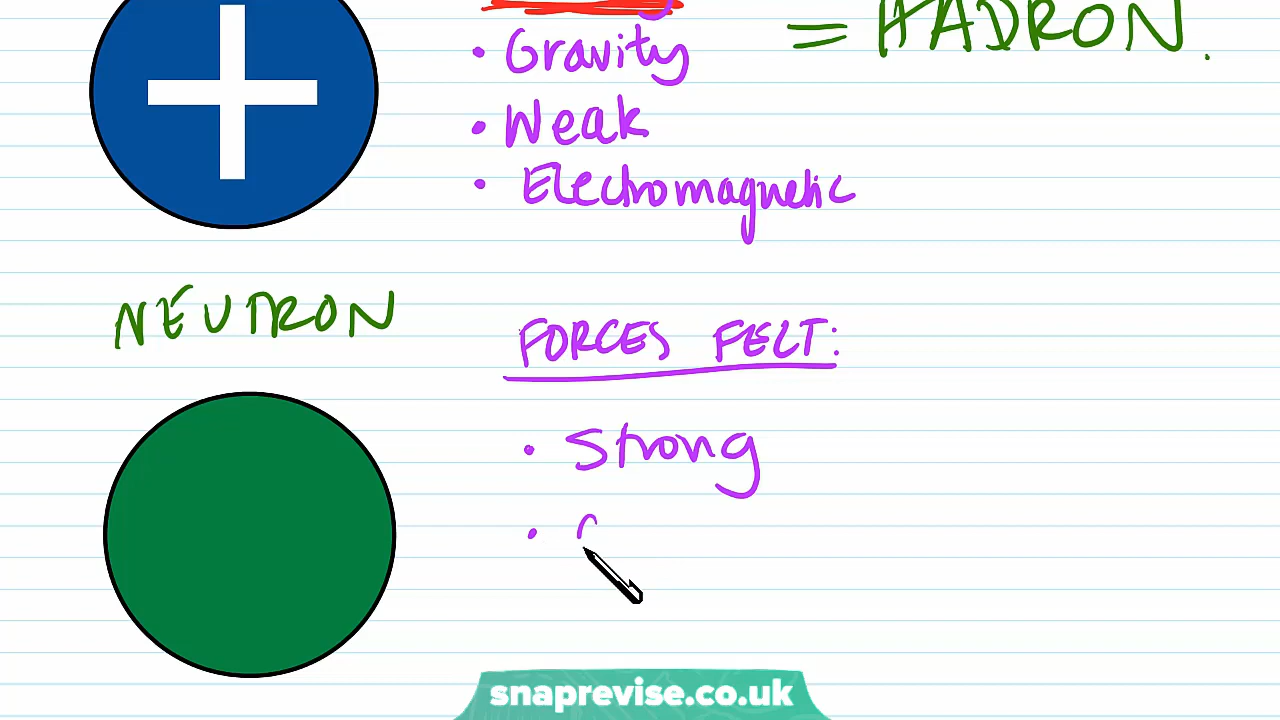 = HADRON.
• Gravity
• Weak
• Electromagnetic
NEUTRON
FORCES FELT:
• Strong
•
snaprevise.co.uk